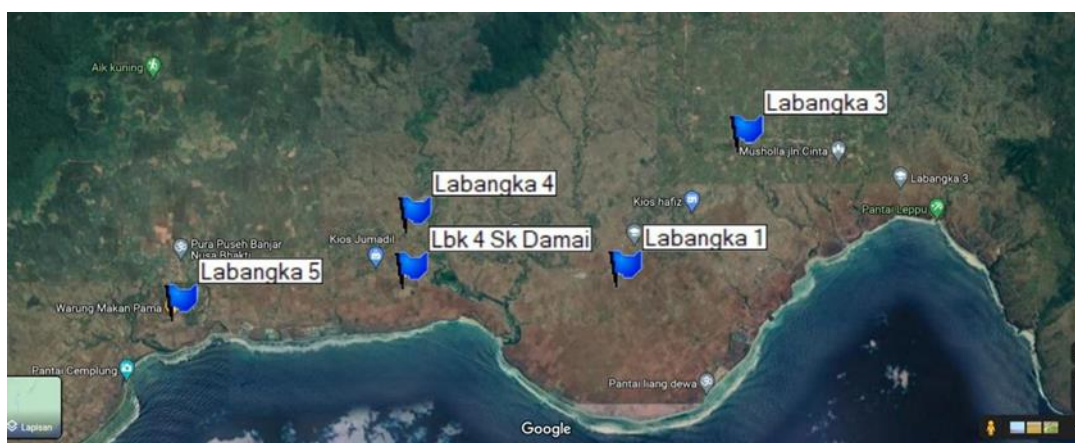 Aik kuning
Labangka 3
Musholla jln Cinta
Labangka 3
Labangka 4
Kios hafiz
Pantai Leppu
Pura Puseh Banjar
Nusa Bhakti
Kios Jumadil
Lbk 4 Sk Damai
Labangka 1
Labangka 5
Warung Makan Pama
Pantai Cemplung
Pantai liang dewa
Lapisan
Google